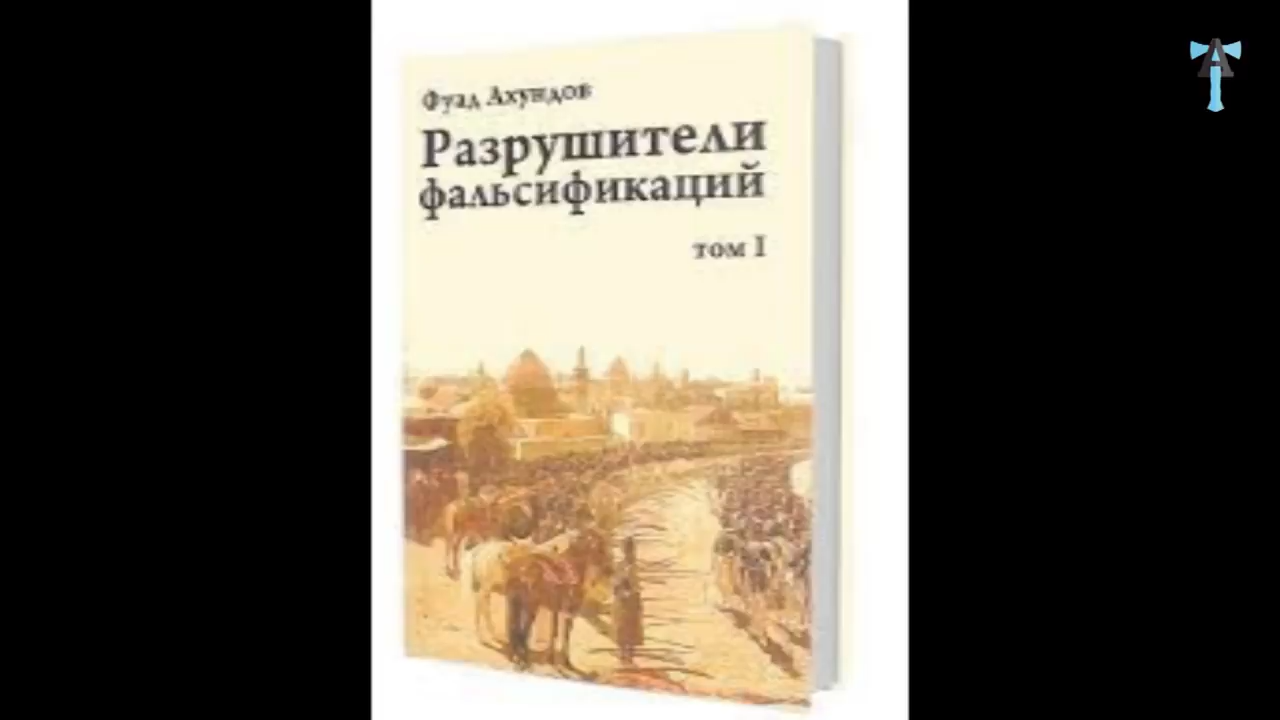 Фуад Ахундов
Разрушители
фальсификаций
том I